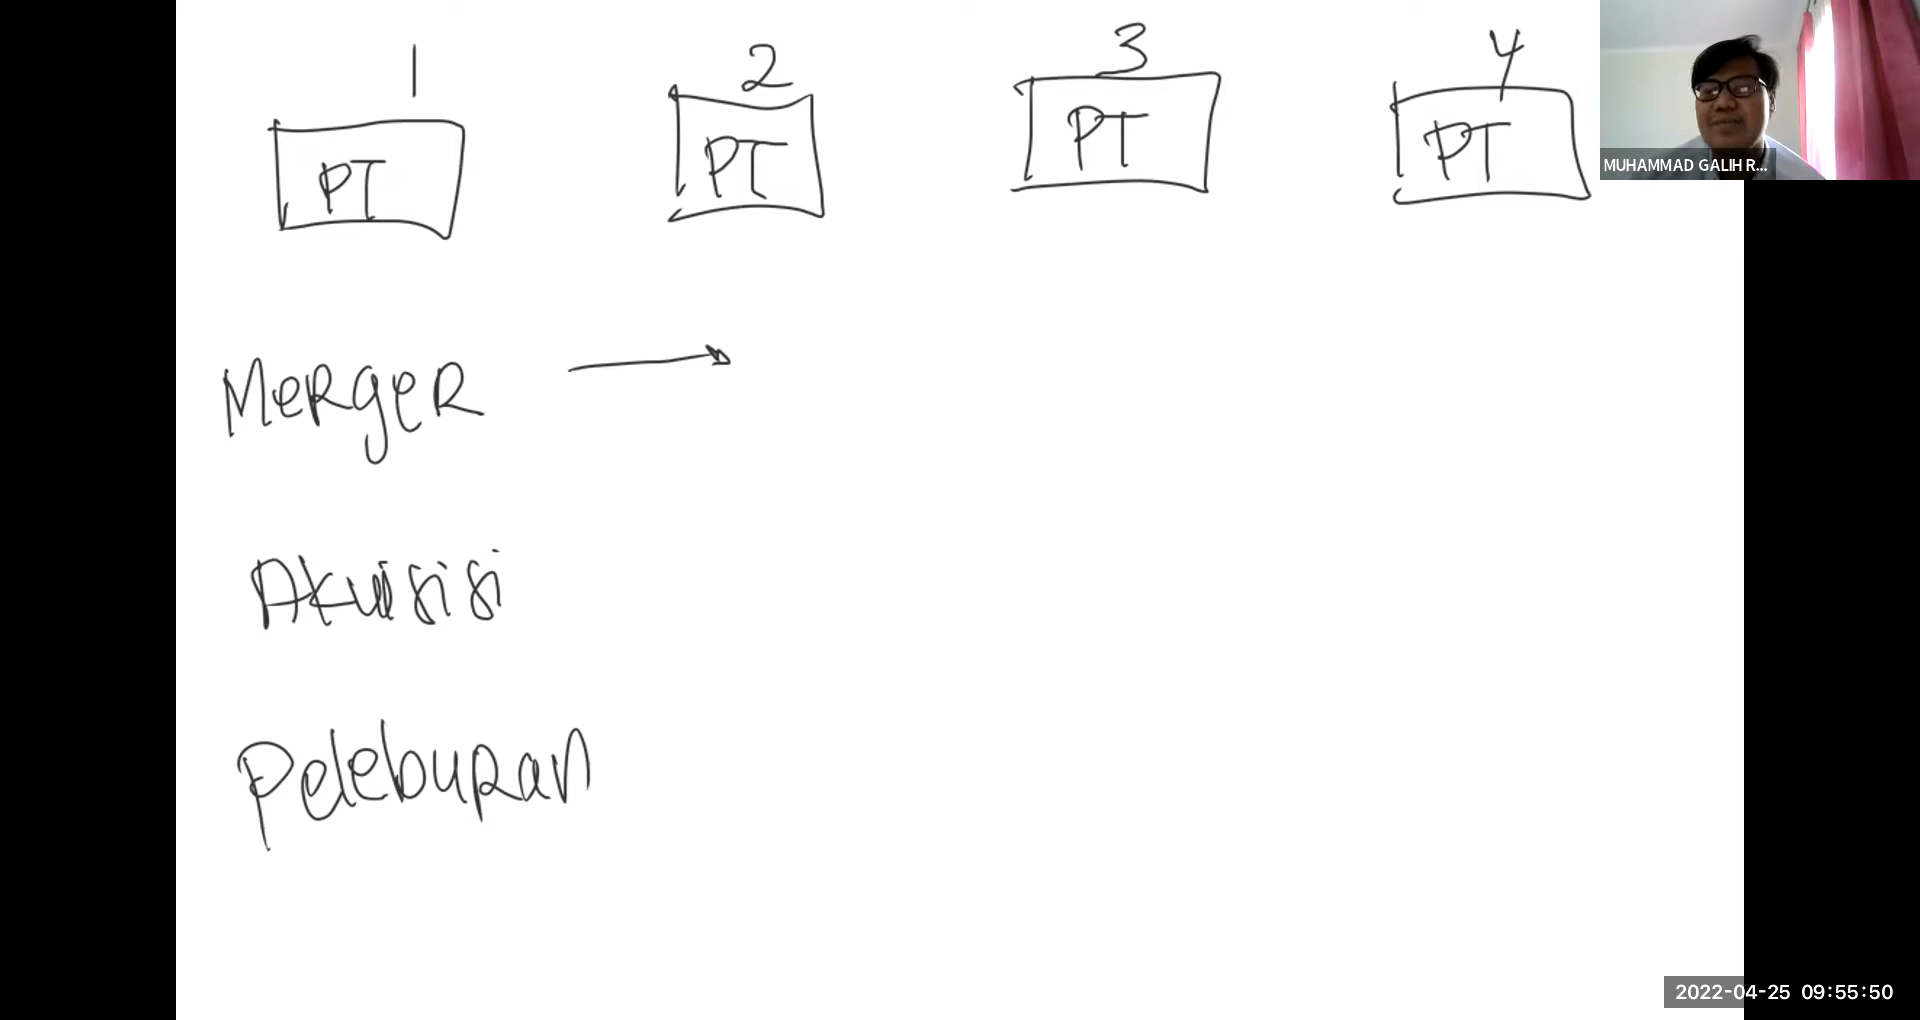 1 2 3 4
PT PT PT PT
MUHAMMAD GALIH R...
Merger
Akuisisi
Peleburan
2022-04-25 09:55:50